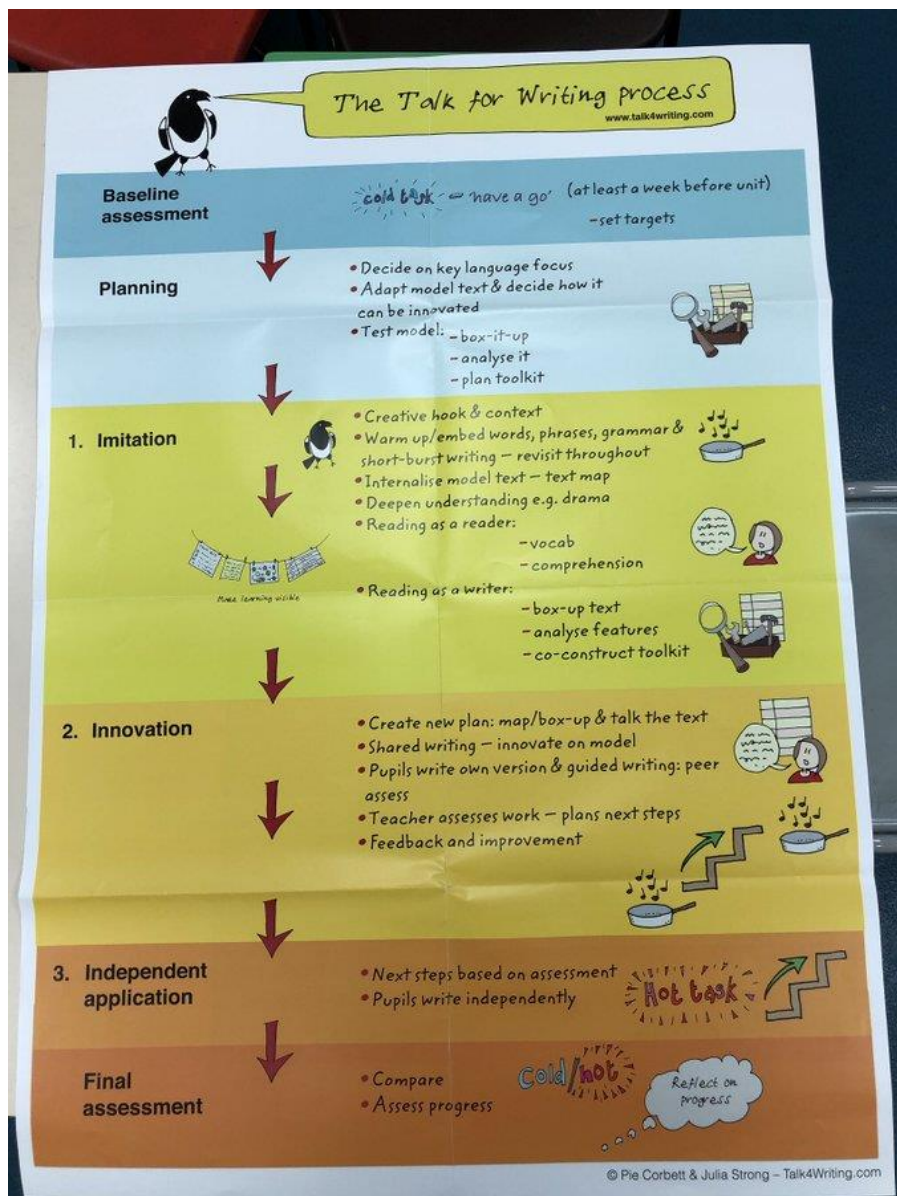 The Talk for Writing process
www.talk4writing.com
Baseline
assessment
cold task - 'have a go' (at least a week before unit)
- set targets
Planning
• Decide on key language focus
• Adapt model text & decide how it
can be innovated
• Test model: - box-it-up
- analyse it
- plan toolkit
1. Imitation
• Creative hook & context
• Warm up/embed words, phrases, grammar &
short-burst writing – revisit throughout
• Internalise model text – text map
• Deepen understanding e.g. drama
• Reading as a reader:
- vocab
- comprehension
Make learning visible
• Reading as a writer:
- box-up text
- analyse features
- co-construct toolkit
2. Innovation
• Create new plan: map/box-up & talk the text
• Shared writing – innovate on model
• Pupils write own version & guided writing: peer
assess
• Teacher assesses work – plans next steps
• Feedback and improvement
3. Independent
application
• Next steps based on assessment
• Pupils write independently
Hot task
Final
assessment
• Compare
• Assess progress
Cold/hot
Reflect on
progress
© Pie Corbett & Julia Strong – Talk4Writing.com